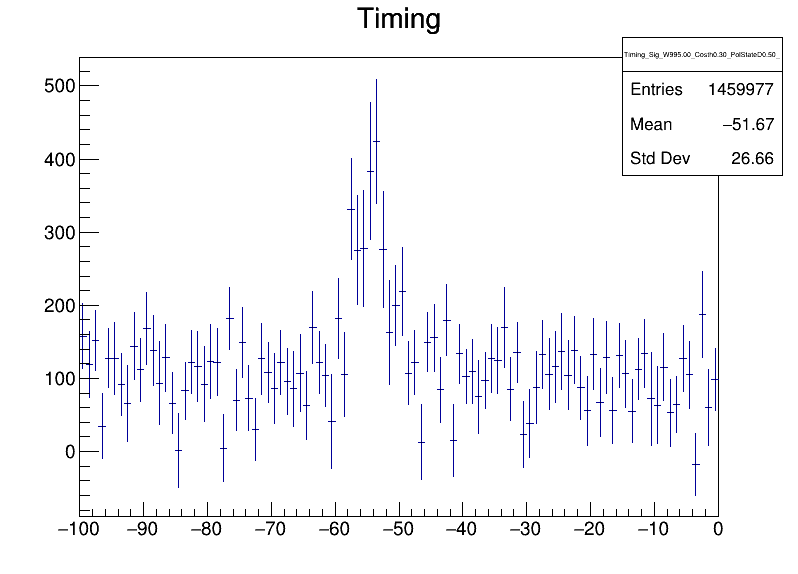 Timing
Timing_Sig_W995.00_Costh0.30_PolStateD0.50_
Entries 1459977
Mean −51.67
Std Dev 26.66
500
400
300
200
100
0
−100 −90 −80 −70 −60 −50 −40 −30 −20 −10 0